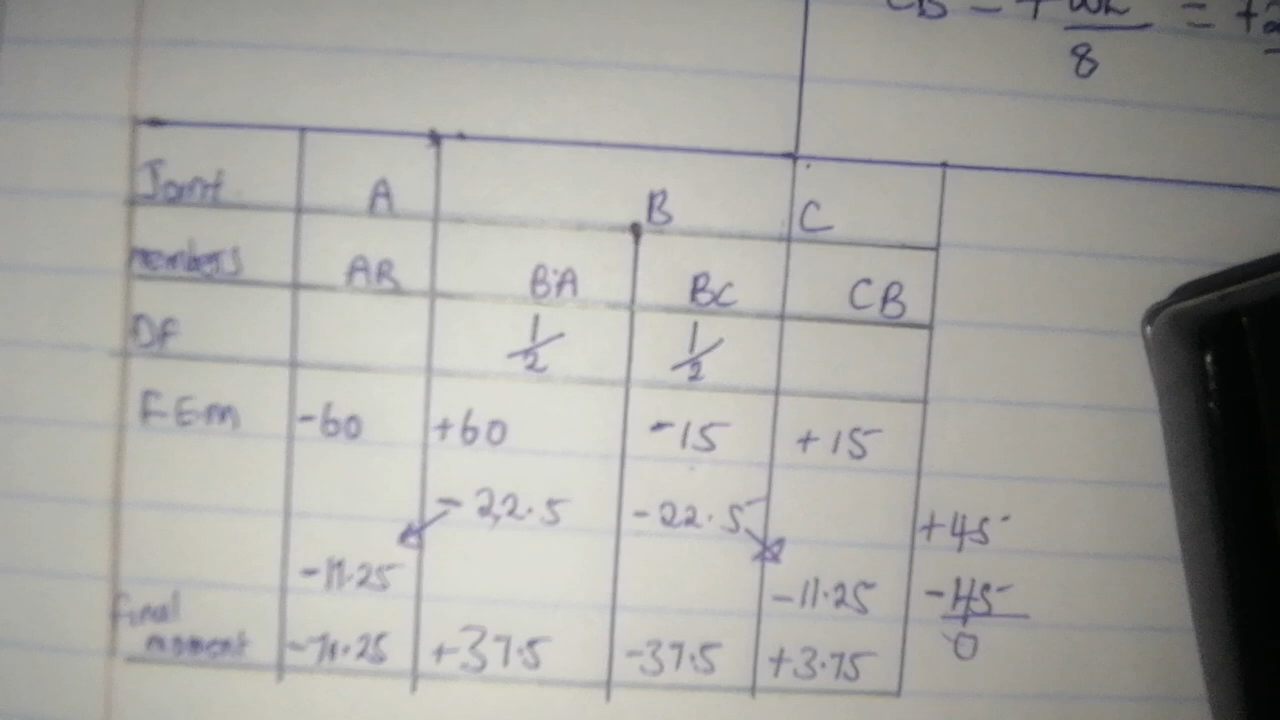 CB = + WL = +
8
Joint A B C
members AB BA BC CB
DF 1/2 1/2
FEM -60 +60 -15 +15
-22.5 -22.5 +45
-11.25 -11.25 -45
0
final
moment -71.25 +37.5 -37.5 +3.75